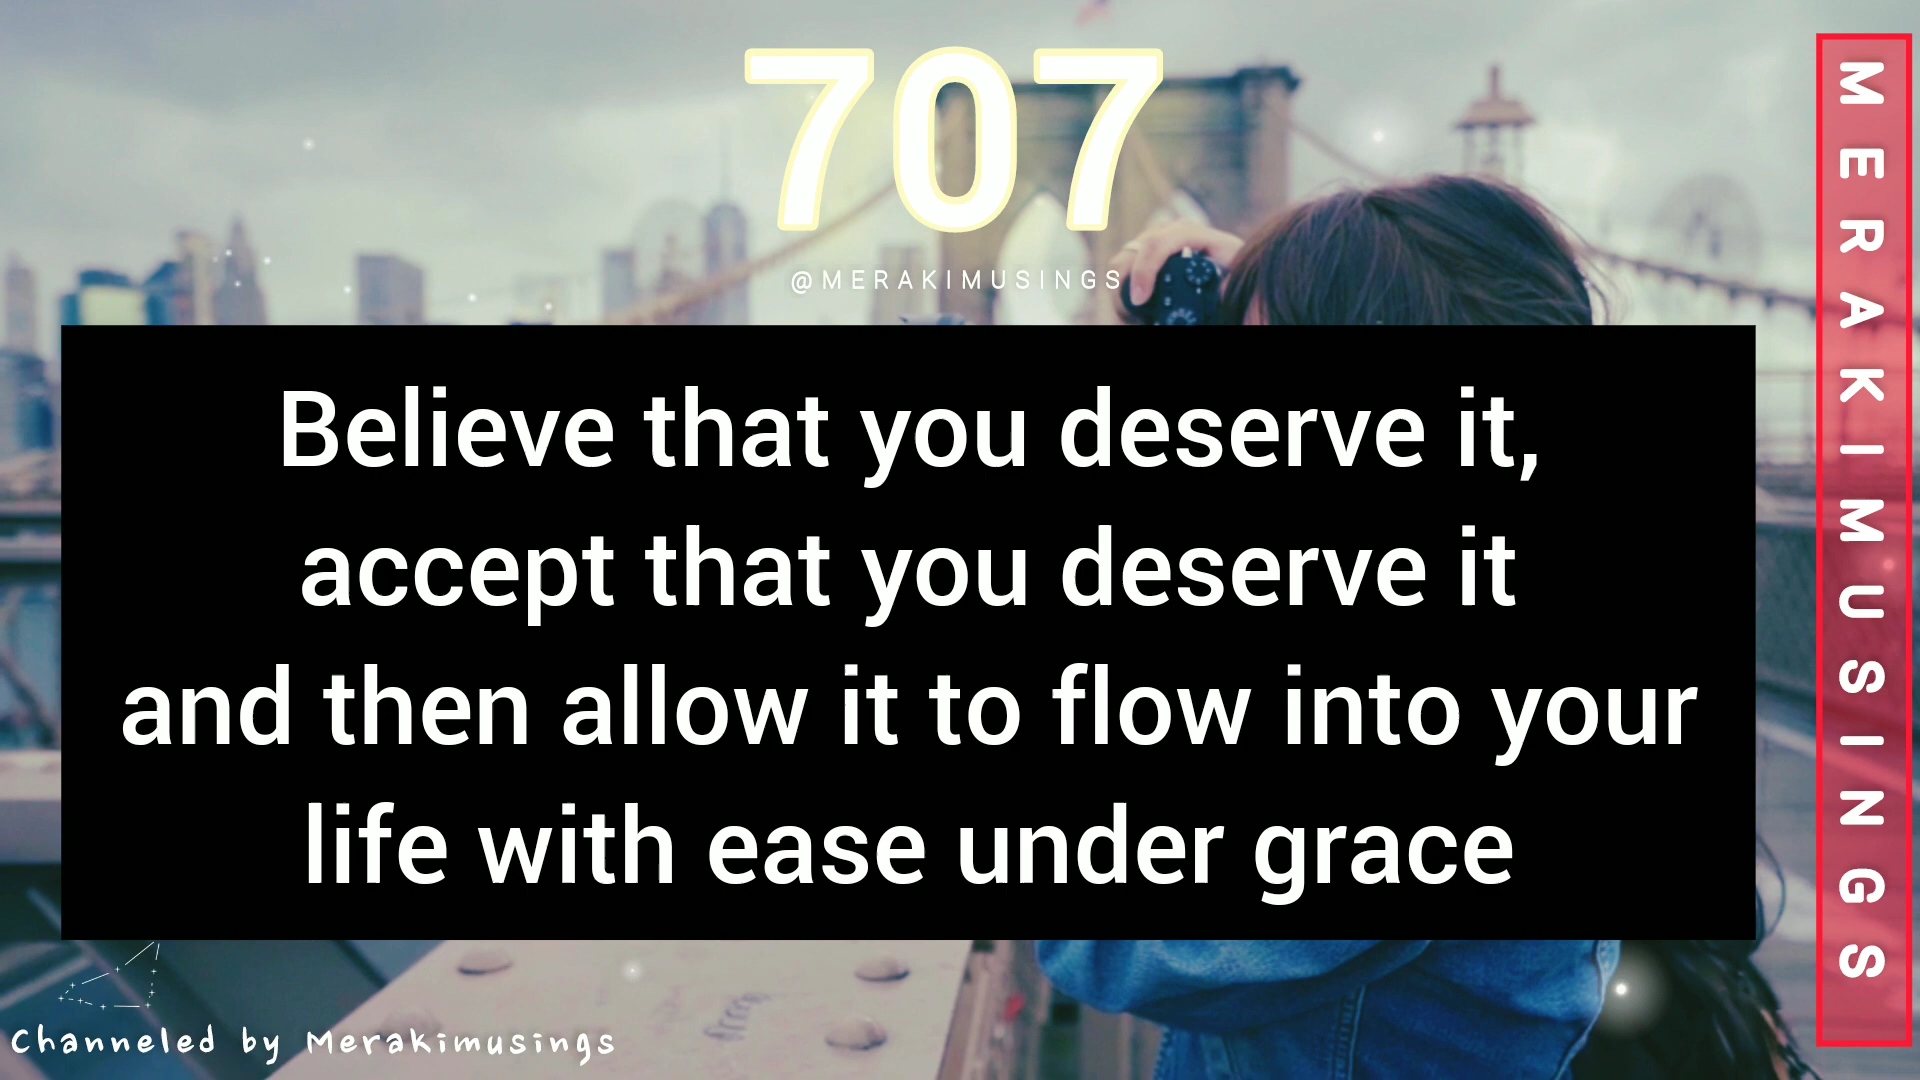 707
@MERAKIMUSINGS
Believe that you deserve it,
accept that you deserve it
and then allow it to flow into your
life with ease under grace
Channeled by Merakimusings
MERAKIMUSINGS